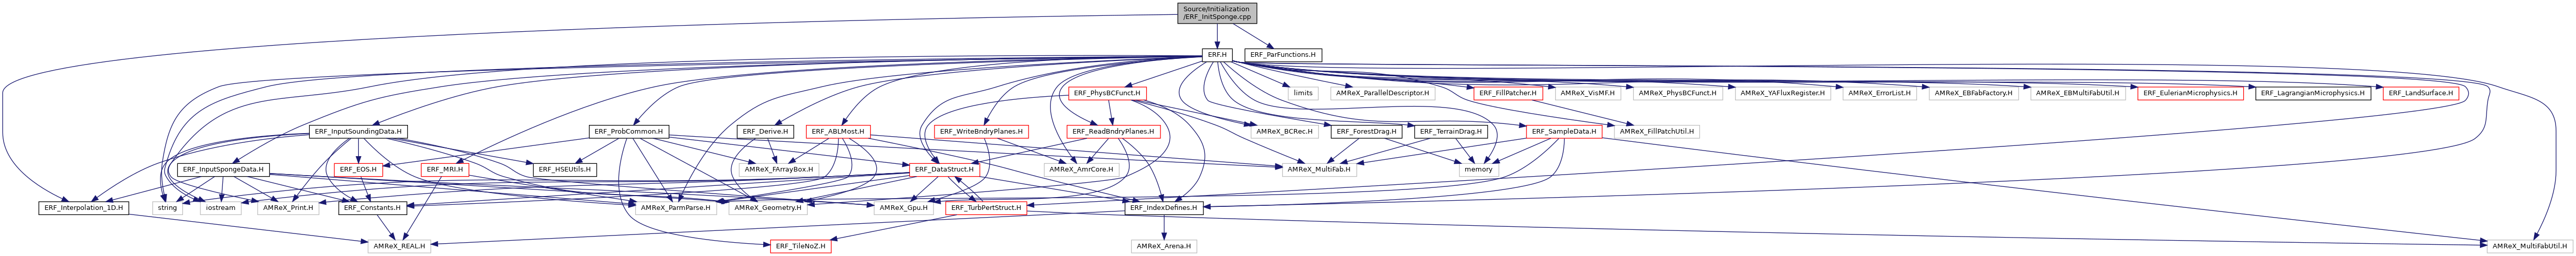 Source/Initialization
/ERF_InitSponge.cpp
ERF.H
ERF_ParFunctions.H
ERF_PhysBCFunct.H
limits
AMReX_ParallelDescriptor.H
ERF_FillPatcher.H
AMReX_VisMF.H
AMReX_PhysBCFunct.H
AMReX_YAFluxRegister.H
AMReX_ErrorList.H
AMReX_EBFabFactory.H
AMReX_EBMultiFabUtil.H
ERF_EulerianMicrophysics.H
ERF_LagrangianMicrophysics.H
ERF_LandSurface.H
ERF_InputSoundingData.H
ERF_ProbCommon.H
ERF_Derive.H
ERF_ABLMost.H
ERF_WriteBndryPlanes.H
ERF_ReadBndryPlanes.H
AMReX_BCRec.H
ERF_ForestDrag.H
ERF_TerrainDrag.H
ERF_SampleData.H
AMReX_FillPatchUtil.H
ERF_InputSpongeData.H
ERF_EOS.H
ERF_MRI.H
ERF_HSEUtils.H
AMReX_FArrayBox.H
ERF_DataStruct.H
AMReX_AmrCore.H
AMReX_MultiFab.H
memory
ERF_Interpolation_1D.H
string
iostream
AMReX_Print.H
ERF_Constants.H
AMReX_ParmParse.H
AMReX_Geometry.H
AMReX_Gpu.H
ERF_TurbPertStruct.H
ERF_IndexDefines.H
AMReX_REAL.H
ERF_TileNoZ.H
AMReX_Arena.H
AMReX_MultiFabUtil.H